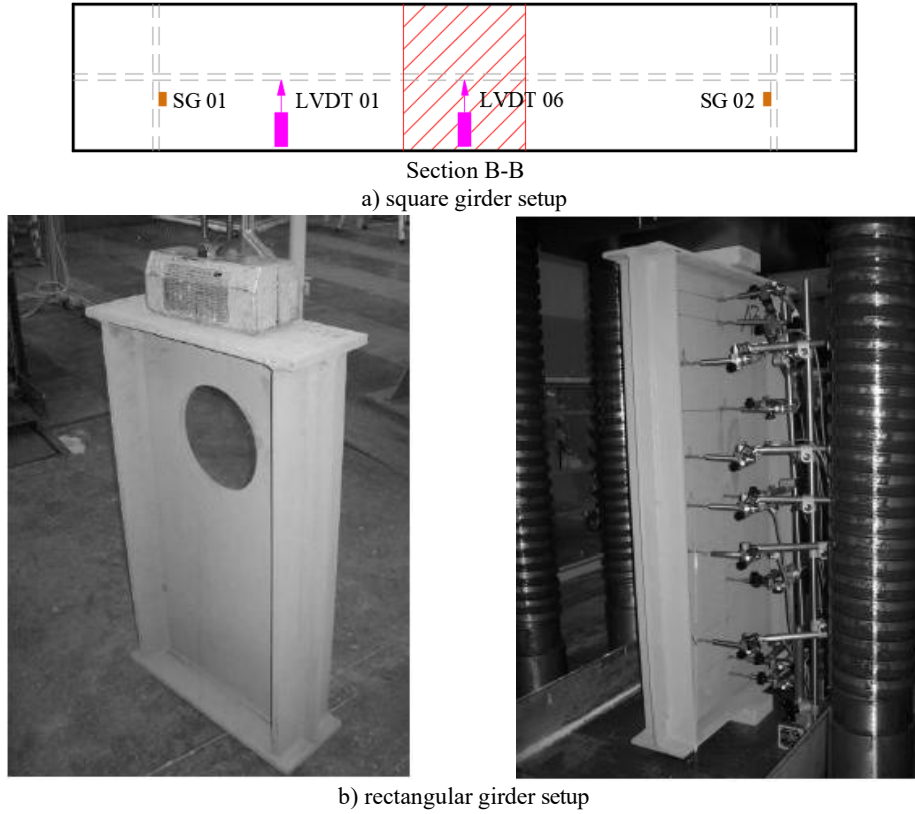 SG 01
LVDT 01
LVDT 06
SG 02
Section B-B
a) square girder setup
b) rectangular girder setup